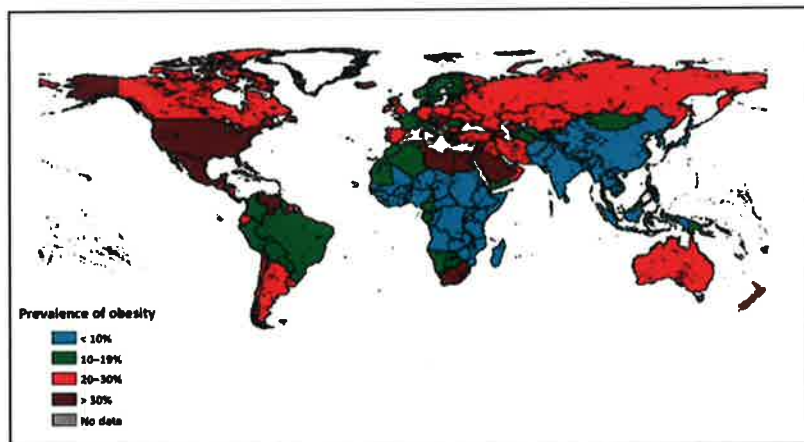 Prevalence of obesity
< 10%
10–19%
20–30%
> 30%
No data